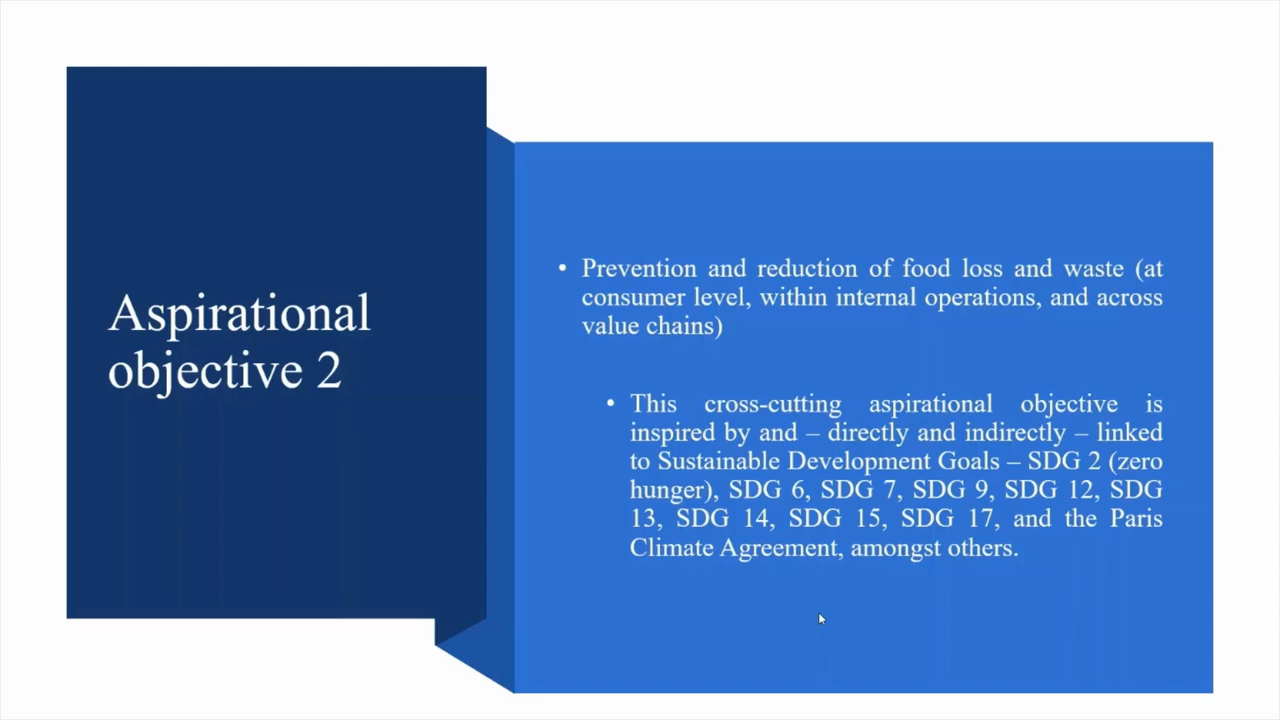 Aspirational
objective 2
• Prevention and reduction of food loss and waste (at
consumer level, within internal operations, and across
value chains)
• This cross-cutting aspirational objective is
inspired by and – directly and indirectly – linked
to Sustainable Development Goals – SDG 2 (zero
hunger), SDG 6, SDG 7, SDG 9, SDG 12, SDG
13, SDG 14, SDG 15, SDG 17, and the Paris
Climate Agreement, amongst others.